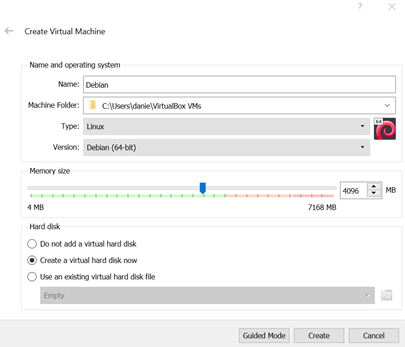 ? ×
← Create Virtual Machine
Name and operating system
Name: Debian
Machine Folder: C:\Users\danie\VirtualBox VMs
Type: Linux
64
Version: Debian (64-bit)
Memory size
4096 MB
4 MB 7168 MB
Hard disk
Do not add a virtual hard disk
Create a virtual hard disk now
Use an existing virtual hard disk file
Empty
Guided Mode Create Cancel